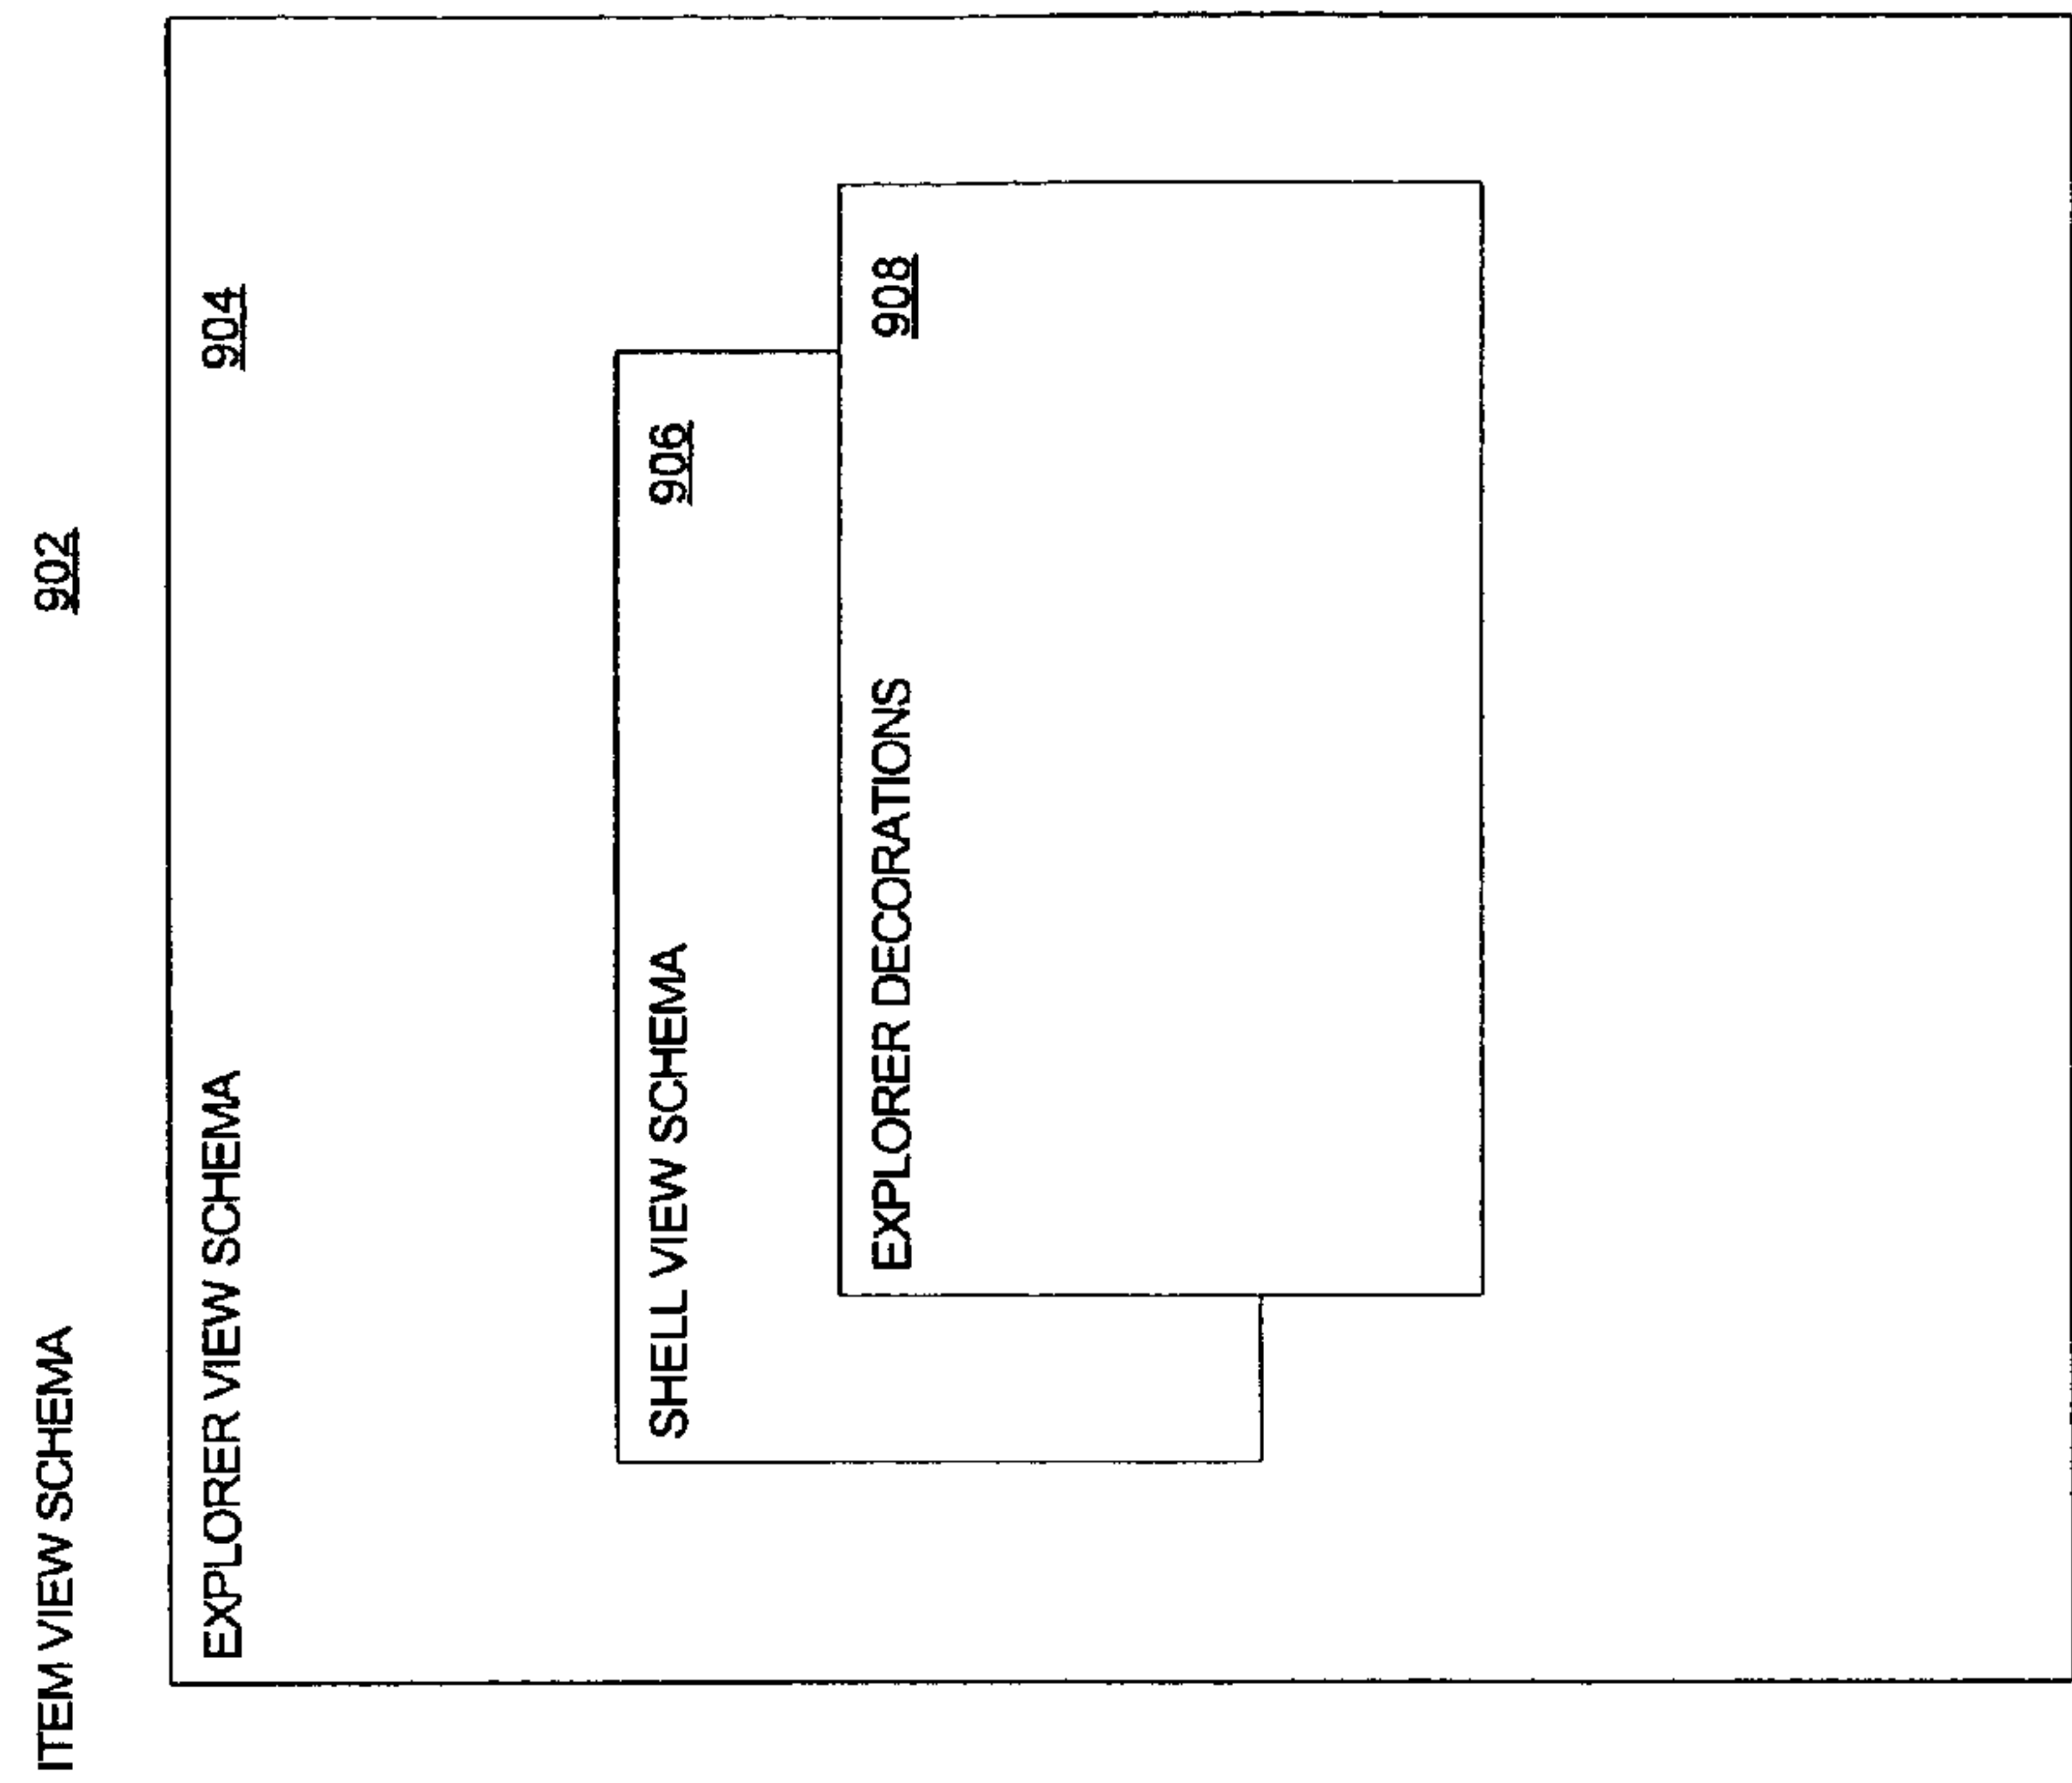 ITEM VIEW SCHEMA 902
EXPLORER VIEW SCHEMA 904
SHELL VIEW SCHEMA 906
EXPLORER DECORATIONS 908